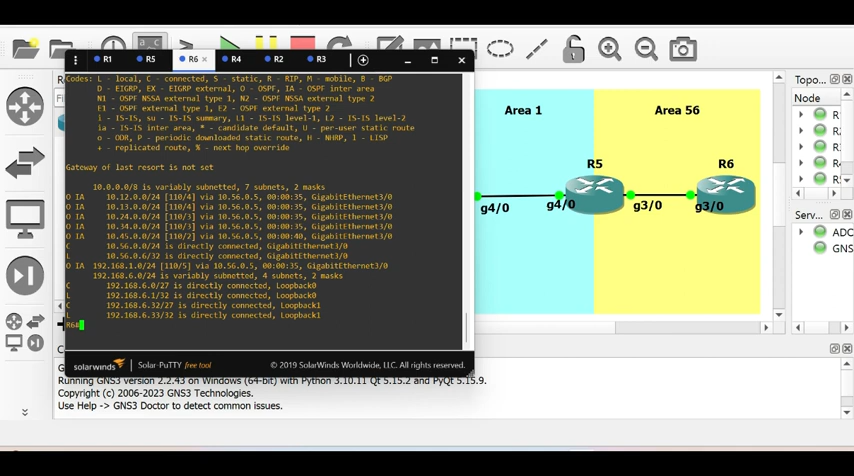 R1 R5 R6 × R4 R2 R3
Codes: L - local, C - connected, S - static, R - RIP, M - mobile, B - BGP
D - EIGRP, EX - EIGRP external, O - OSPF, IA - OSPF inter area
N1 - OSPF NSSA external type 1, N2 - OSPF NSSA external type 2
E1 - OSPF external type 1, E2 - OSPF external type 2
i - IS-IS, su - IS-IS summary, L1 - IS-IS level-1, L2 - IS-IS level-2
ia - IS-IS inter area, * - candidate default, U - per-user static route
o - ODR, P - periodic downloaded static route, H - NHRP, l - LISP
+ - replicated route, % - next hop override
Gateway of last resort is not set
10.0.0.0/8 is variably subnetted, 7 subnets, 2 masks
O IA 10.12.0.0/24 [110/4] via 10.56.0.5, 00:00:35, GigabitEthernet3/0
O IA 10.13.0.0/24 [110/4] via 10.56.0.5, 00:00:35, GigabitEthernet3/0
O IA 10.24.0.0/24 [110/3] via 10.56.0.5, 00:00:35, GigabitEthernet3/0
O IA 10.34.0.0/24 [110/3] via 10.56.0.5, 00:00:35, GigabitEthernet3/0
O IA 10.45.0.0/24 [110/2] via 10.56.0.5, 00:00:40, GigabitEthernet3/0
C 10.56.0.0/24 is directly connected, GigabitEthernet3/0
L 10.56.0.6/32 is directly connected, GigabitEthernet3/0
O IA 192.168.1.0/24 [110/5] via 10.56.0.5, 00:00:35, GigabitEthernet3/0
192.168.6.0/24 is variably subnetted, 4 subnets, 2 masks
C 192.168.6.0/27 is directly connected, Loopback0
L 192.168.6.1/32 is directly connected, Loopback0
C 192.168.6.32/27 is directly connected, Loopback1
L 192.168.6.33/32 is directly connected, Loopback1
R6#
solarwinds Solar-PuTTY free tool © 2019 SolarWinds Worldwide, LLC. All rights reserved.
Area 1 Area 56
R5 R6
g4/0 g4/0 g3/0 g3/0
Topo...
Node
Serv...
ADC
GNS
Running GNS3 version 2.2.43 on Windows (64-bit) with Python 3.10.11 Qt 5.15.2 and PyQt 5.15.9.
Copyright (c) 2006-2023 GNS3 Technologies.
Use Help -> GNS3 Doctor to detect common issues.